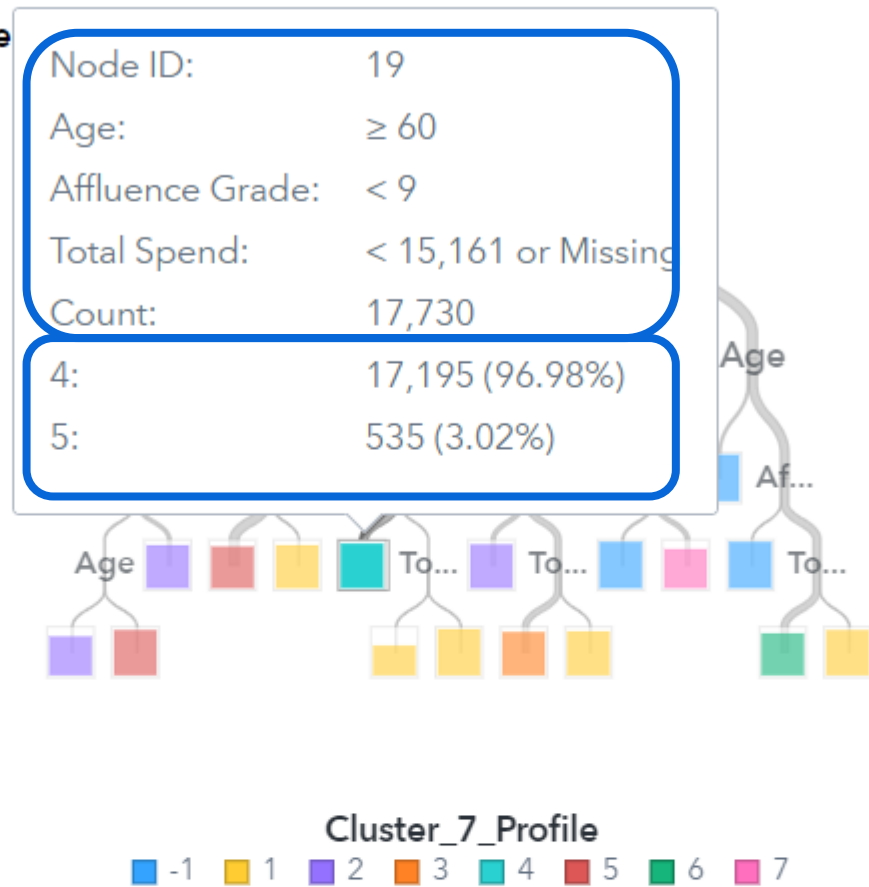 e
Node ID: 19
Age: ≥ 60
Affluence Grade: < 9
Total Spend: < 15,161 or Missing
Count: 17,730
4: 17,195 (96.98%)
5: 535 (3.02%)
Age
Af...
Age To... To... To...
Cluster_7_Profile
-1 1 2 3 4 5 6 7